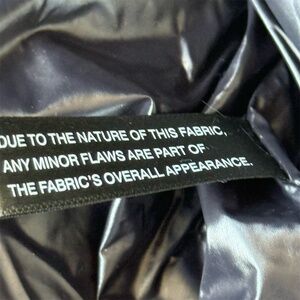 DUE TO THE NATURE OF THIS FABRIC,
ANY MINOR FLAWS ARE PART OF
THE FABRIC'S OVERALL APPEARANCE.